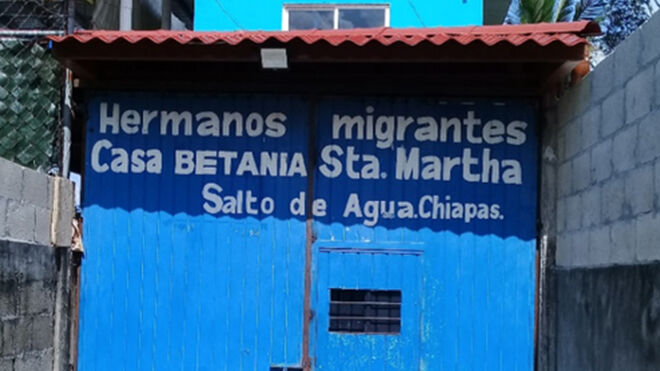 Hermanos migrantes
Casa BETANIA Sta. Martha
Salto de Agua.Chiapas.